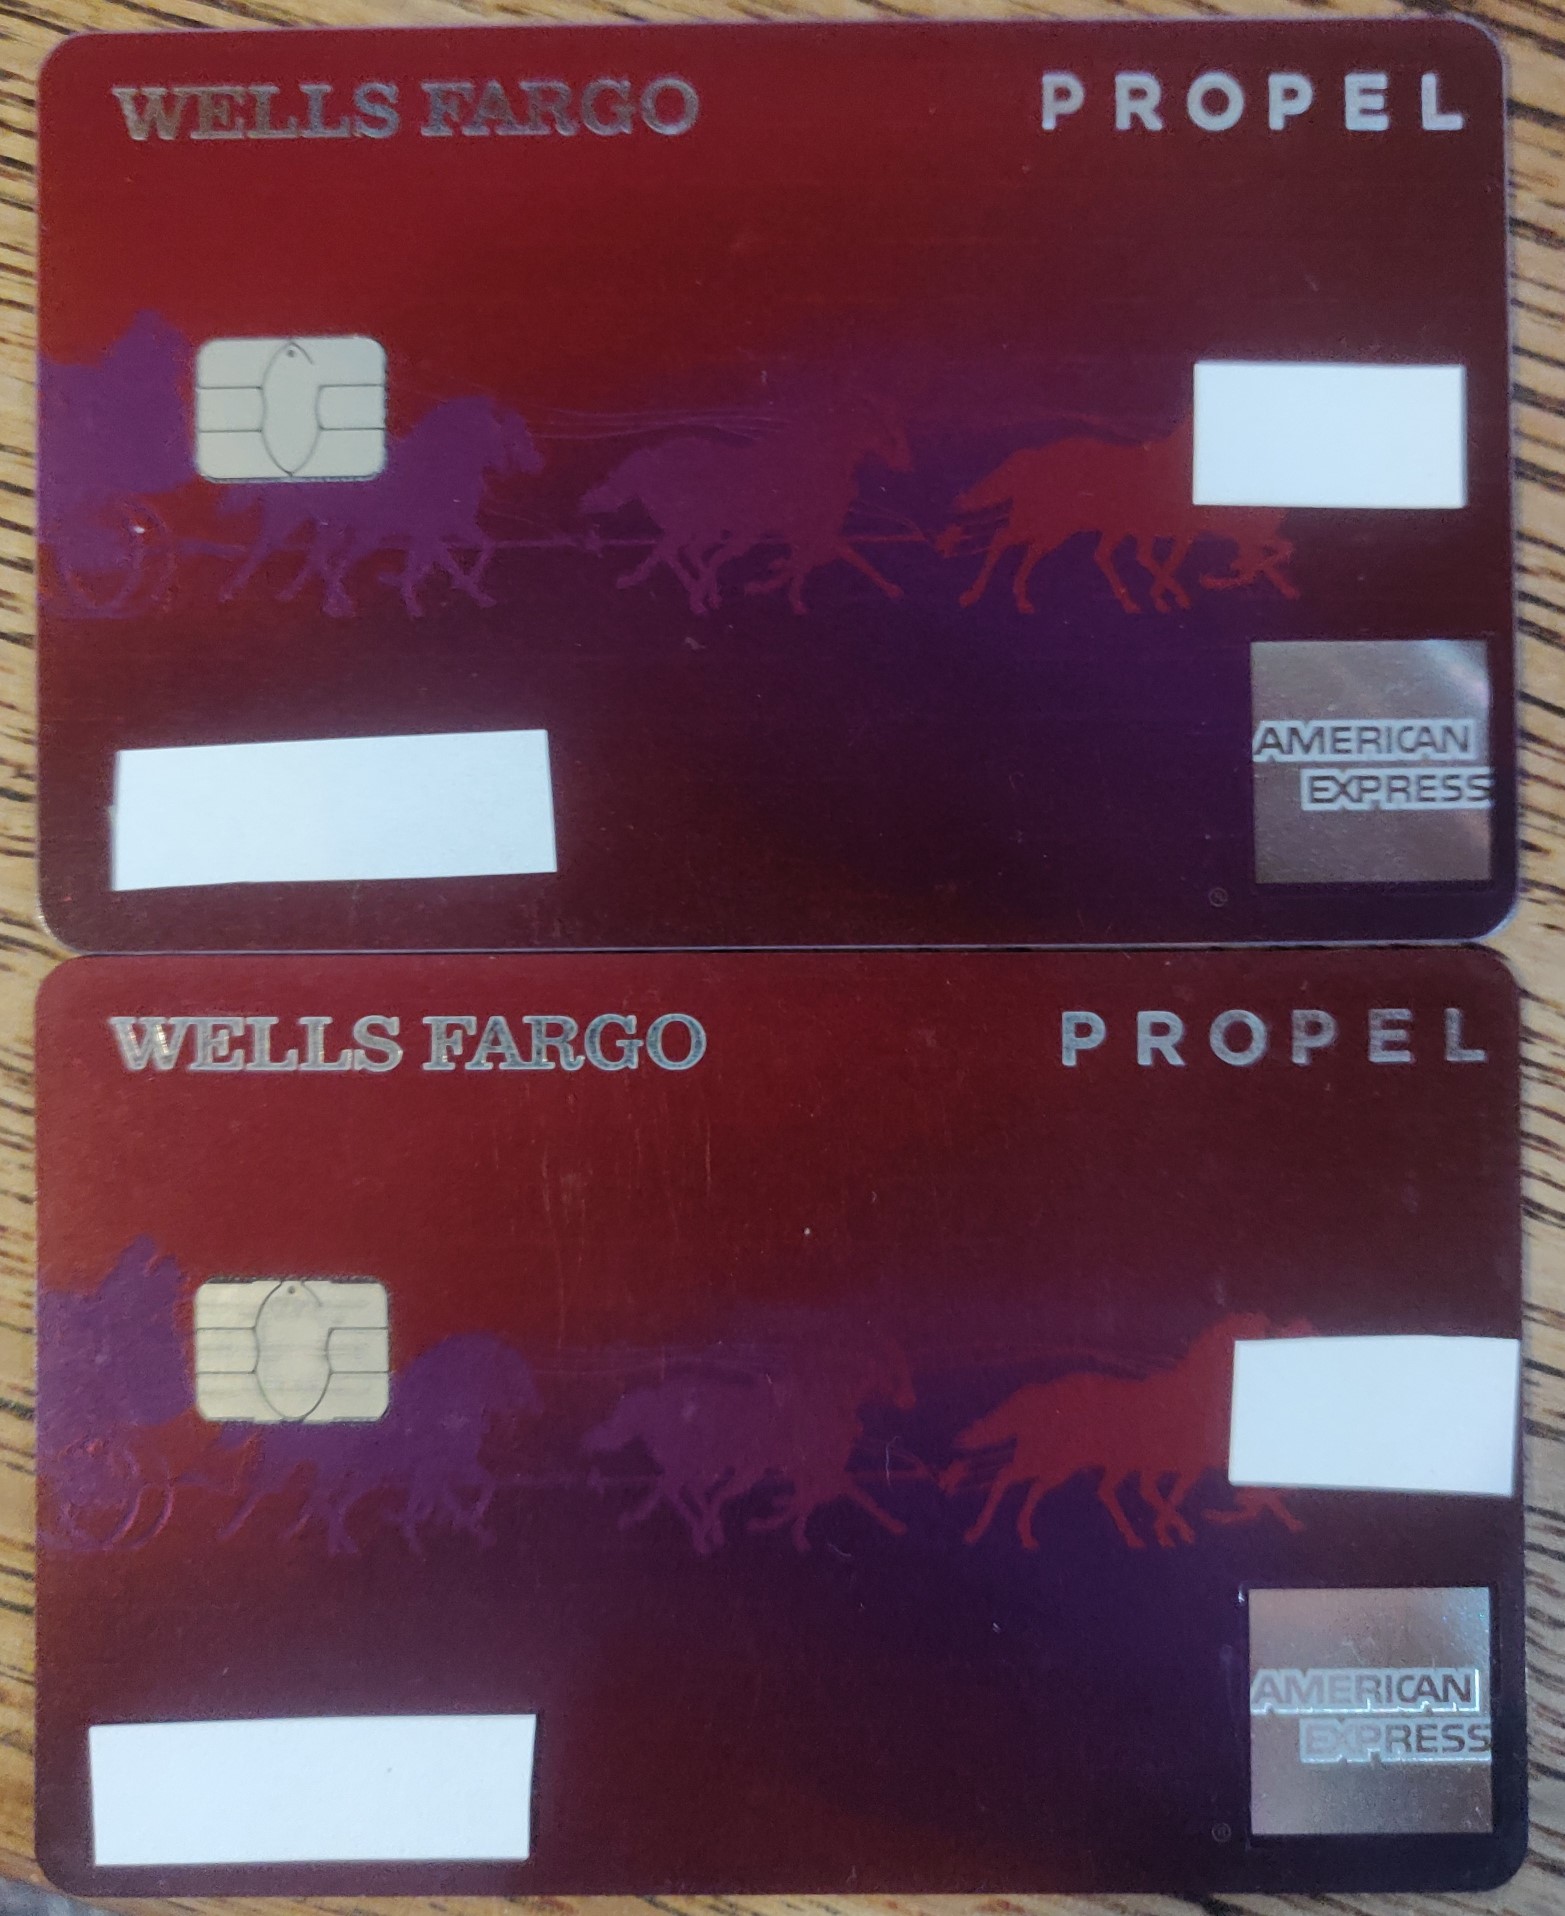 WELLS FARGO PROPEL
AMERICAN
EXPRESS
®
WELLS FARGO PROPEL
AMERICAN
EXPRESS
®